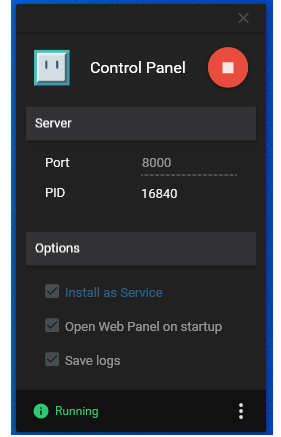 Control Panel
Server
Port 8000
PID 16840
Options
Install as Service
Open Web Panel on startup
Save logs
Running